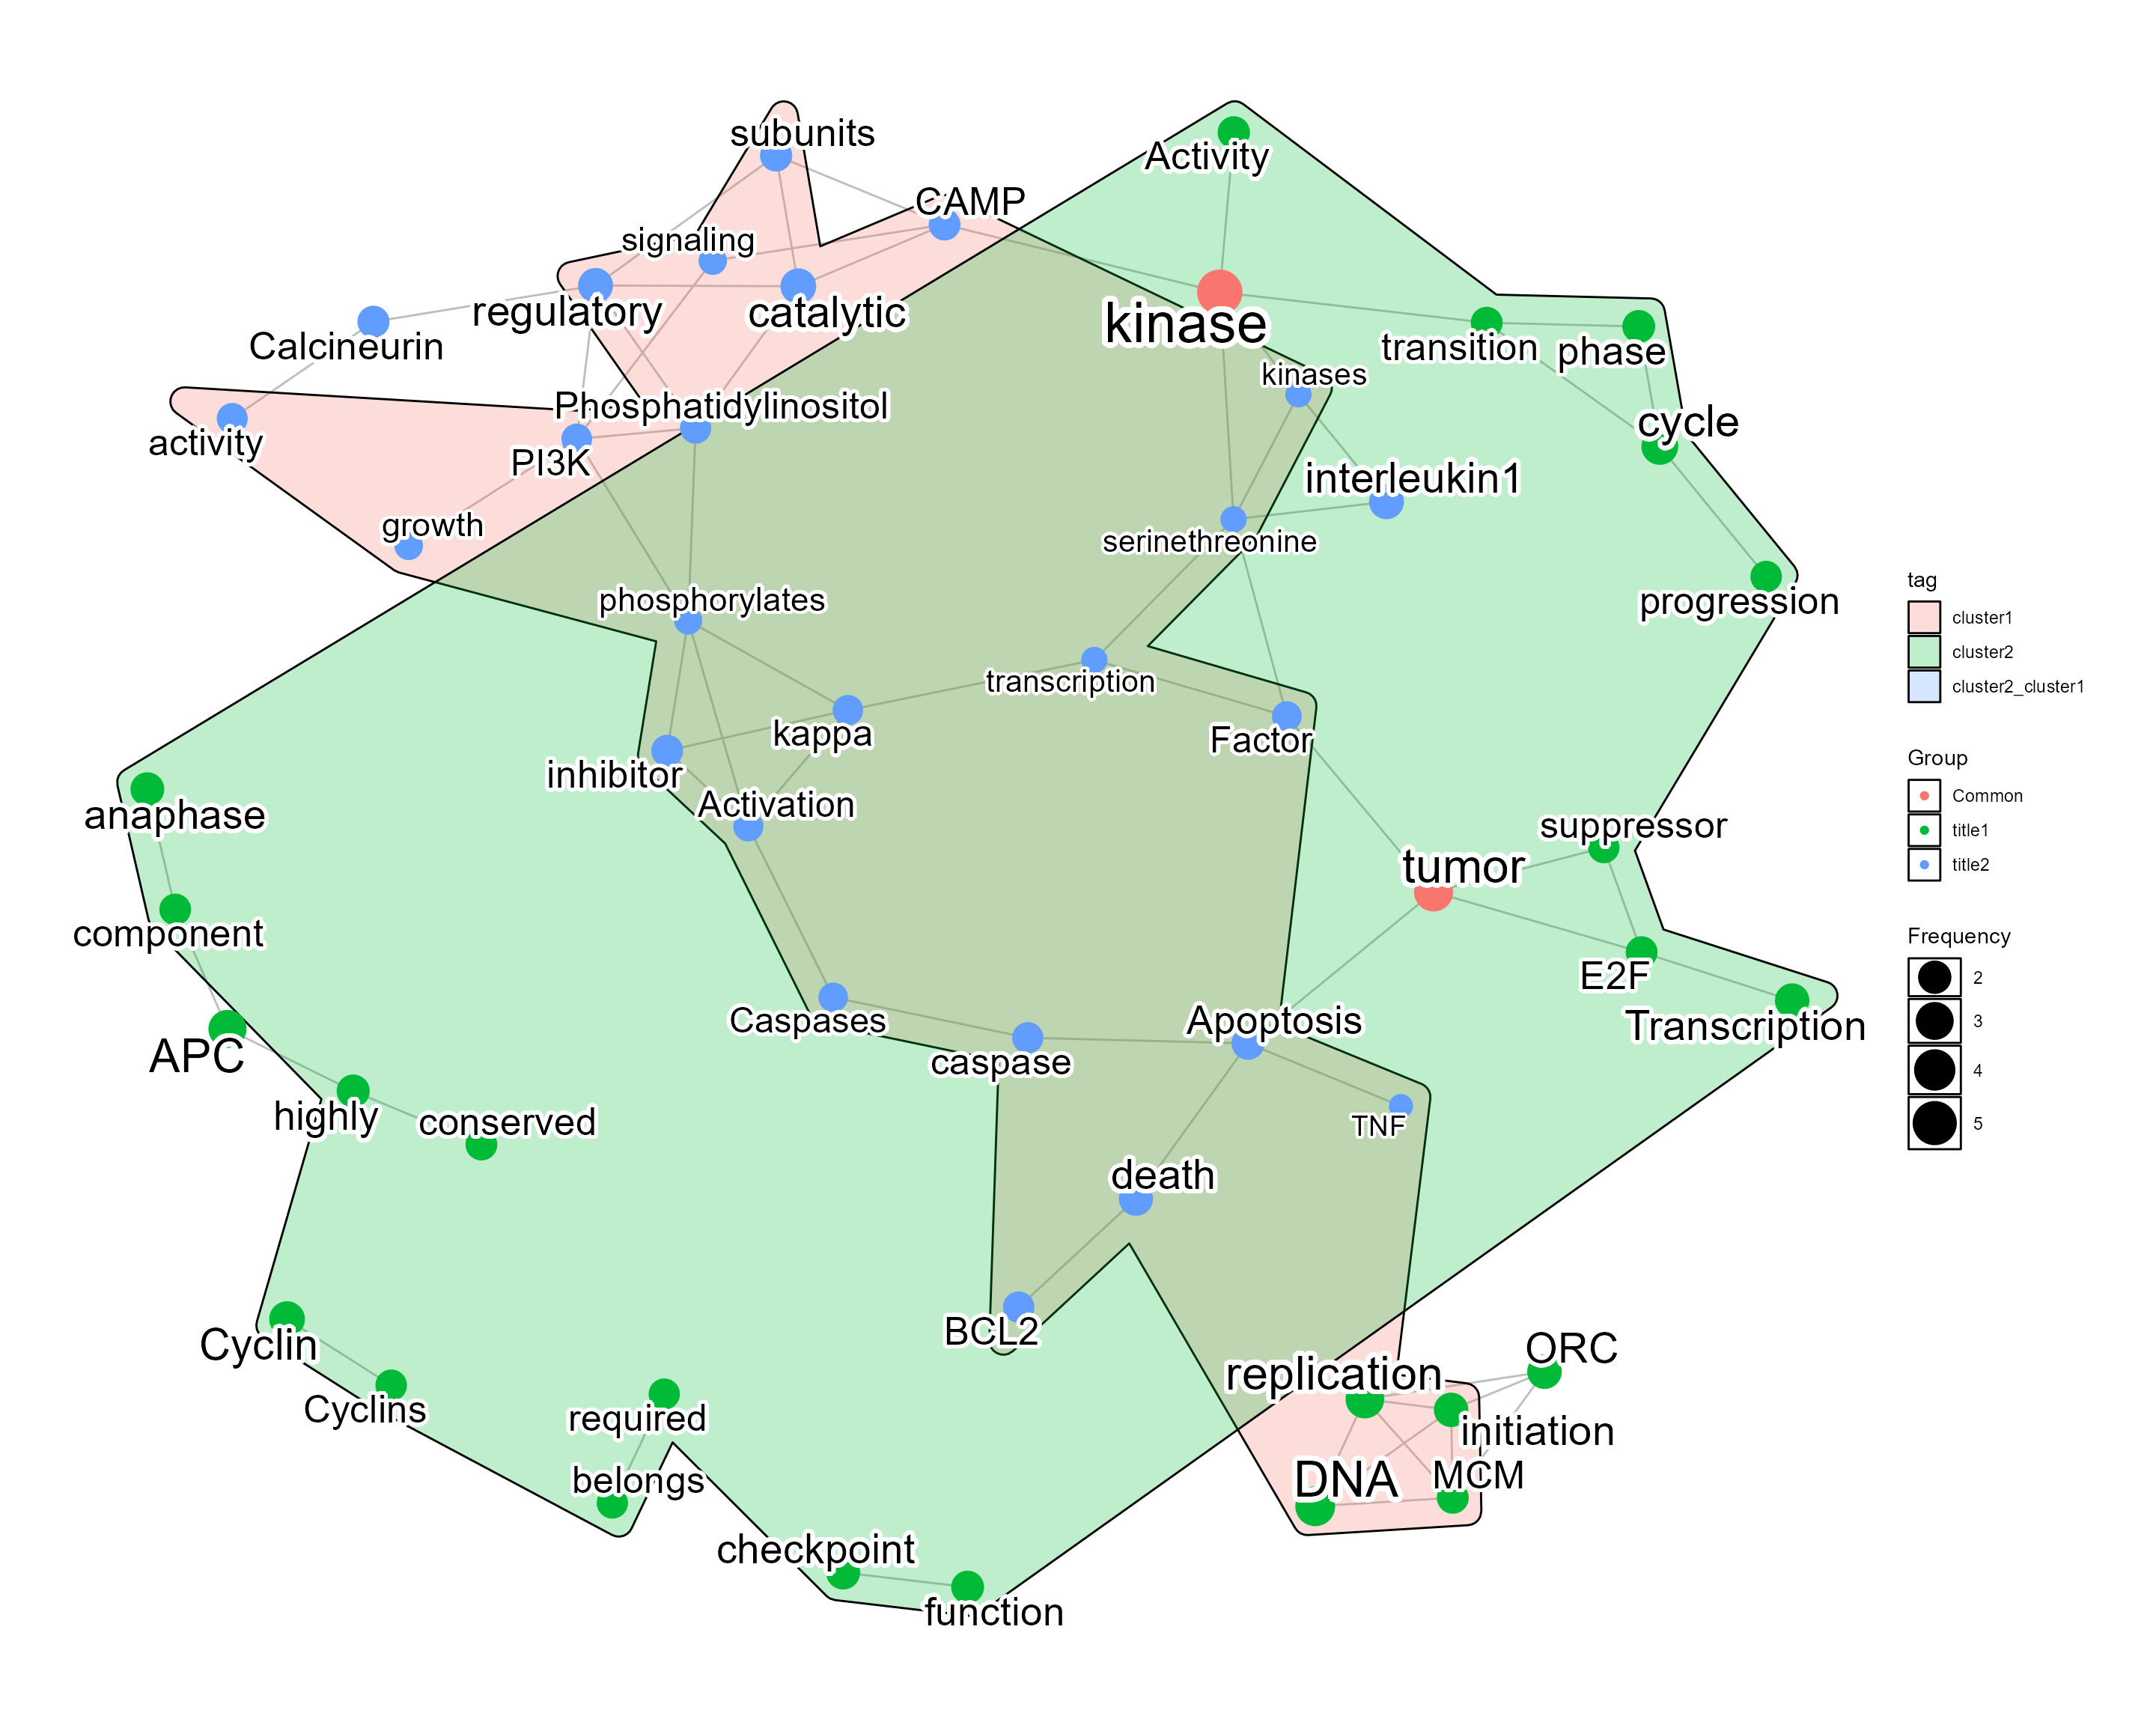 subunits
Activity
CAMP
signaling
regulatory
catalytic
kinase
Calcineurin
transition
phase
kinases
Phosphatidylinositol
cycle
activity
PI3K
interleukin1
growth
serinethreonine
phosphorylates
progression
transcription
kappa
Factor
inhibitor
Activation
anaphase
suppressor
tumor
component
E2F
Caspases
Apoptosis
Transcription
APC
caspase
highly
conserved
TNF
death
Cyclin
BCL2
ORC
replication
Cyclins
required
initiation
belongs
DNA
MCM
checkpoint
function
tag
cluster1
cluster2
cluster2_cluster1
Group
Common
title1
title2
Frequency
2
3
4
5